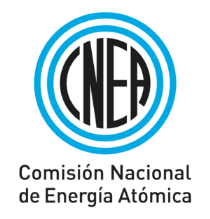 CNEA
Comisión Nacional
de Energía Atómica